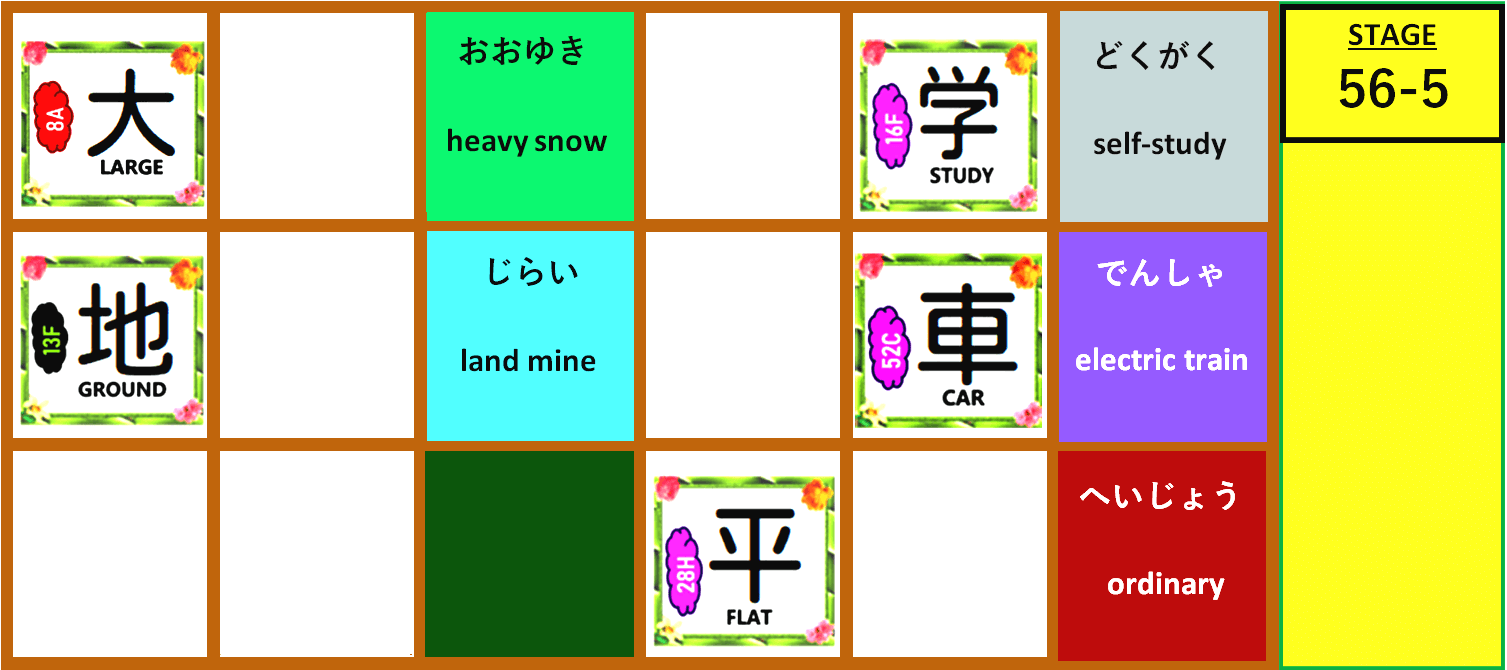 8A
大
LARGE
おおゆき
heavy snow
16F
学
STUDY
どくがく
self-study
STAGE
56-5
13F
地
GROUND
じらい
land mine
52C
車
CAR
でんしゃ
electric train
28H
平
FLAT
へいじょう
ordinary